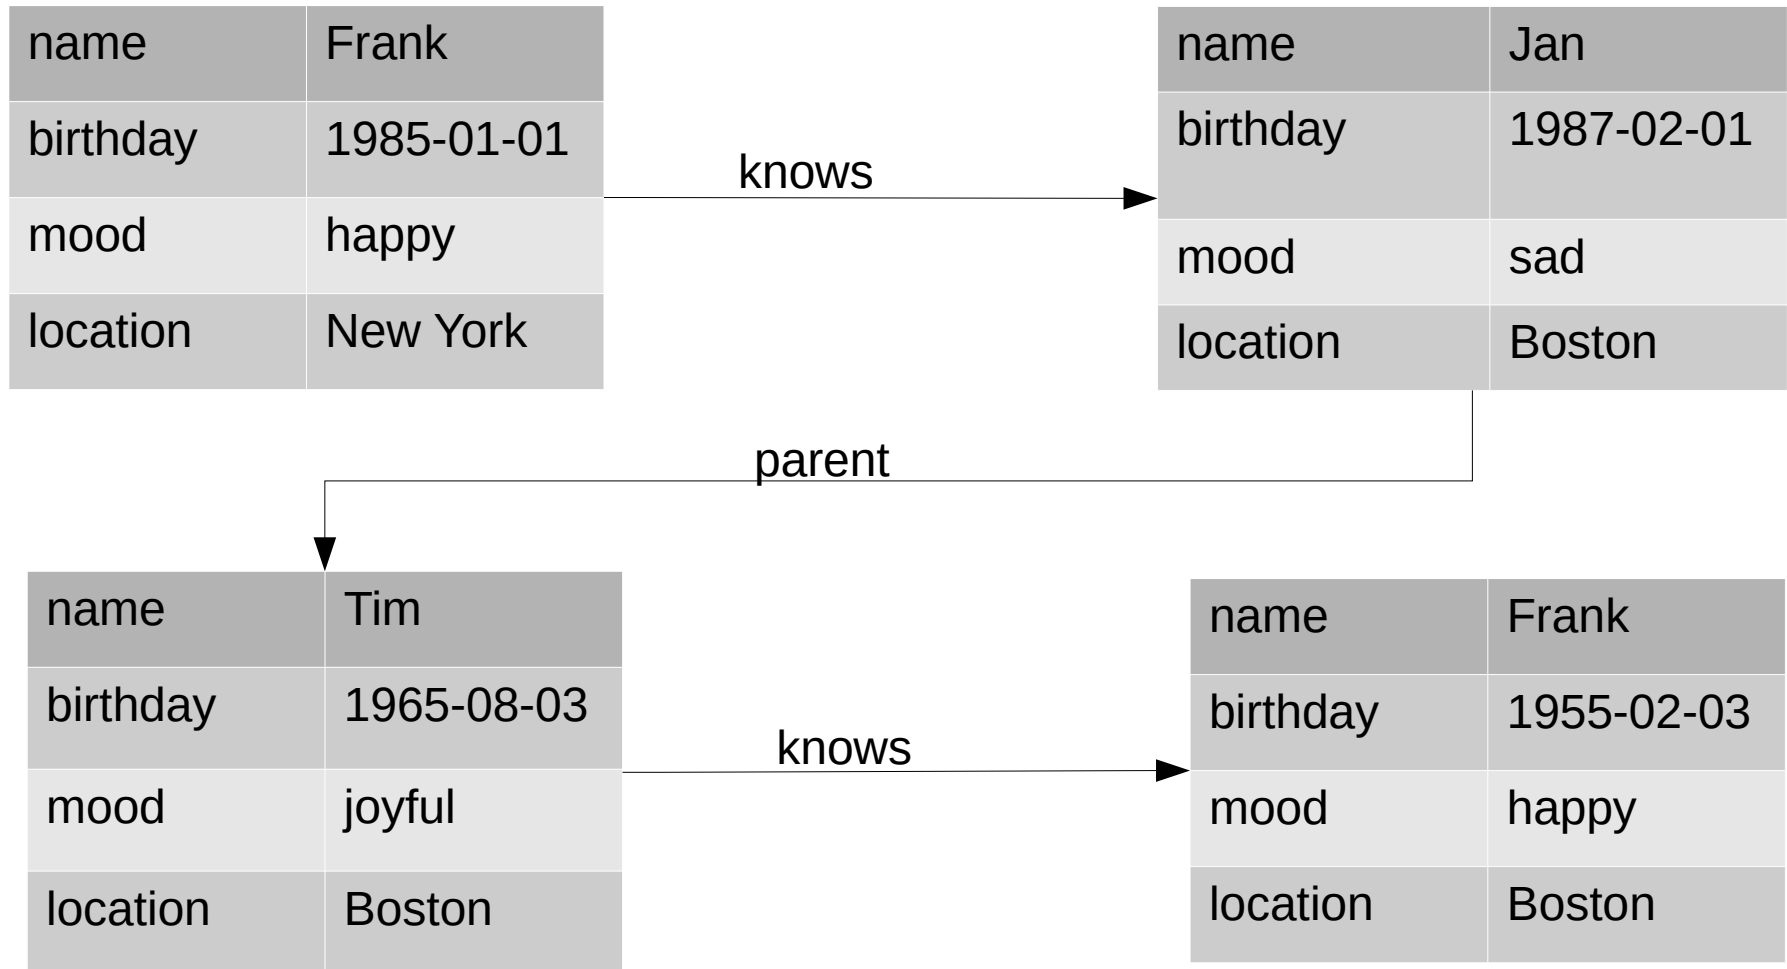 name Frank
birthday 1985-01-01
mood happy
location New York
knows
name Jan
birthday 1987-02-01
mood sad
location Boston
parent
name Tim
birthday 1965-08-03
mood joyful
location Boston
knows
name Frank
birthday 1955-02-03
mood happy
location Boston